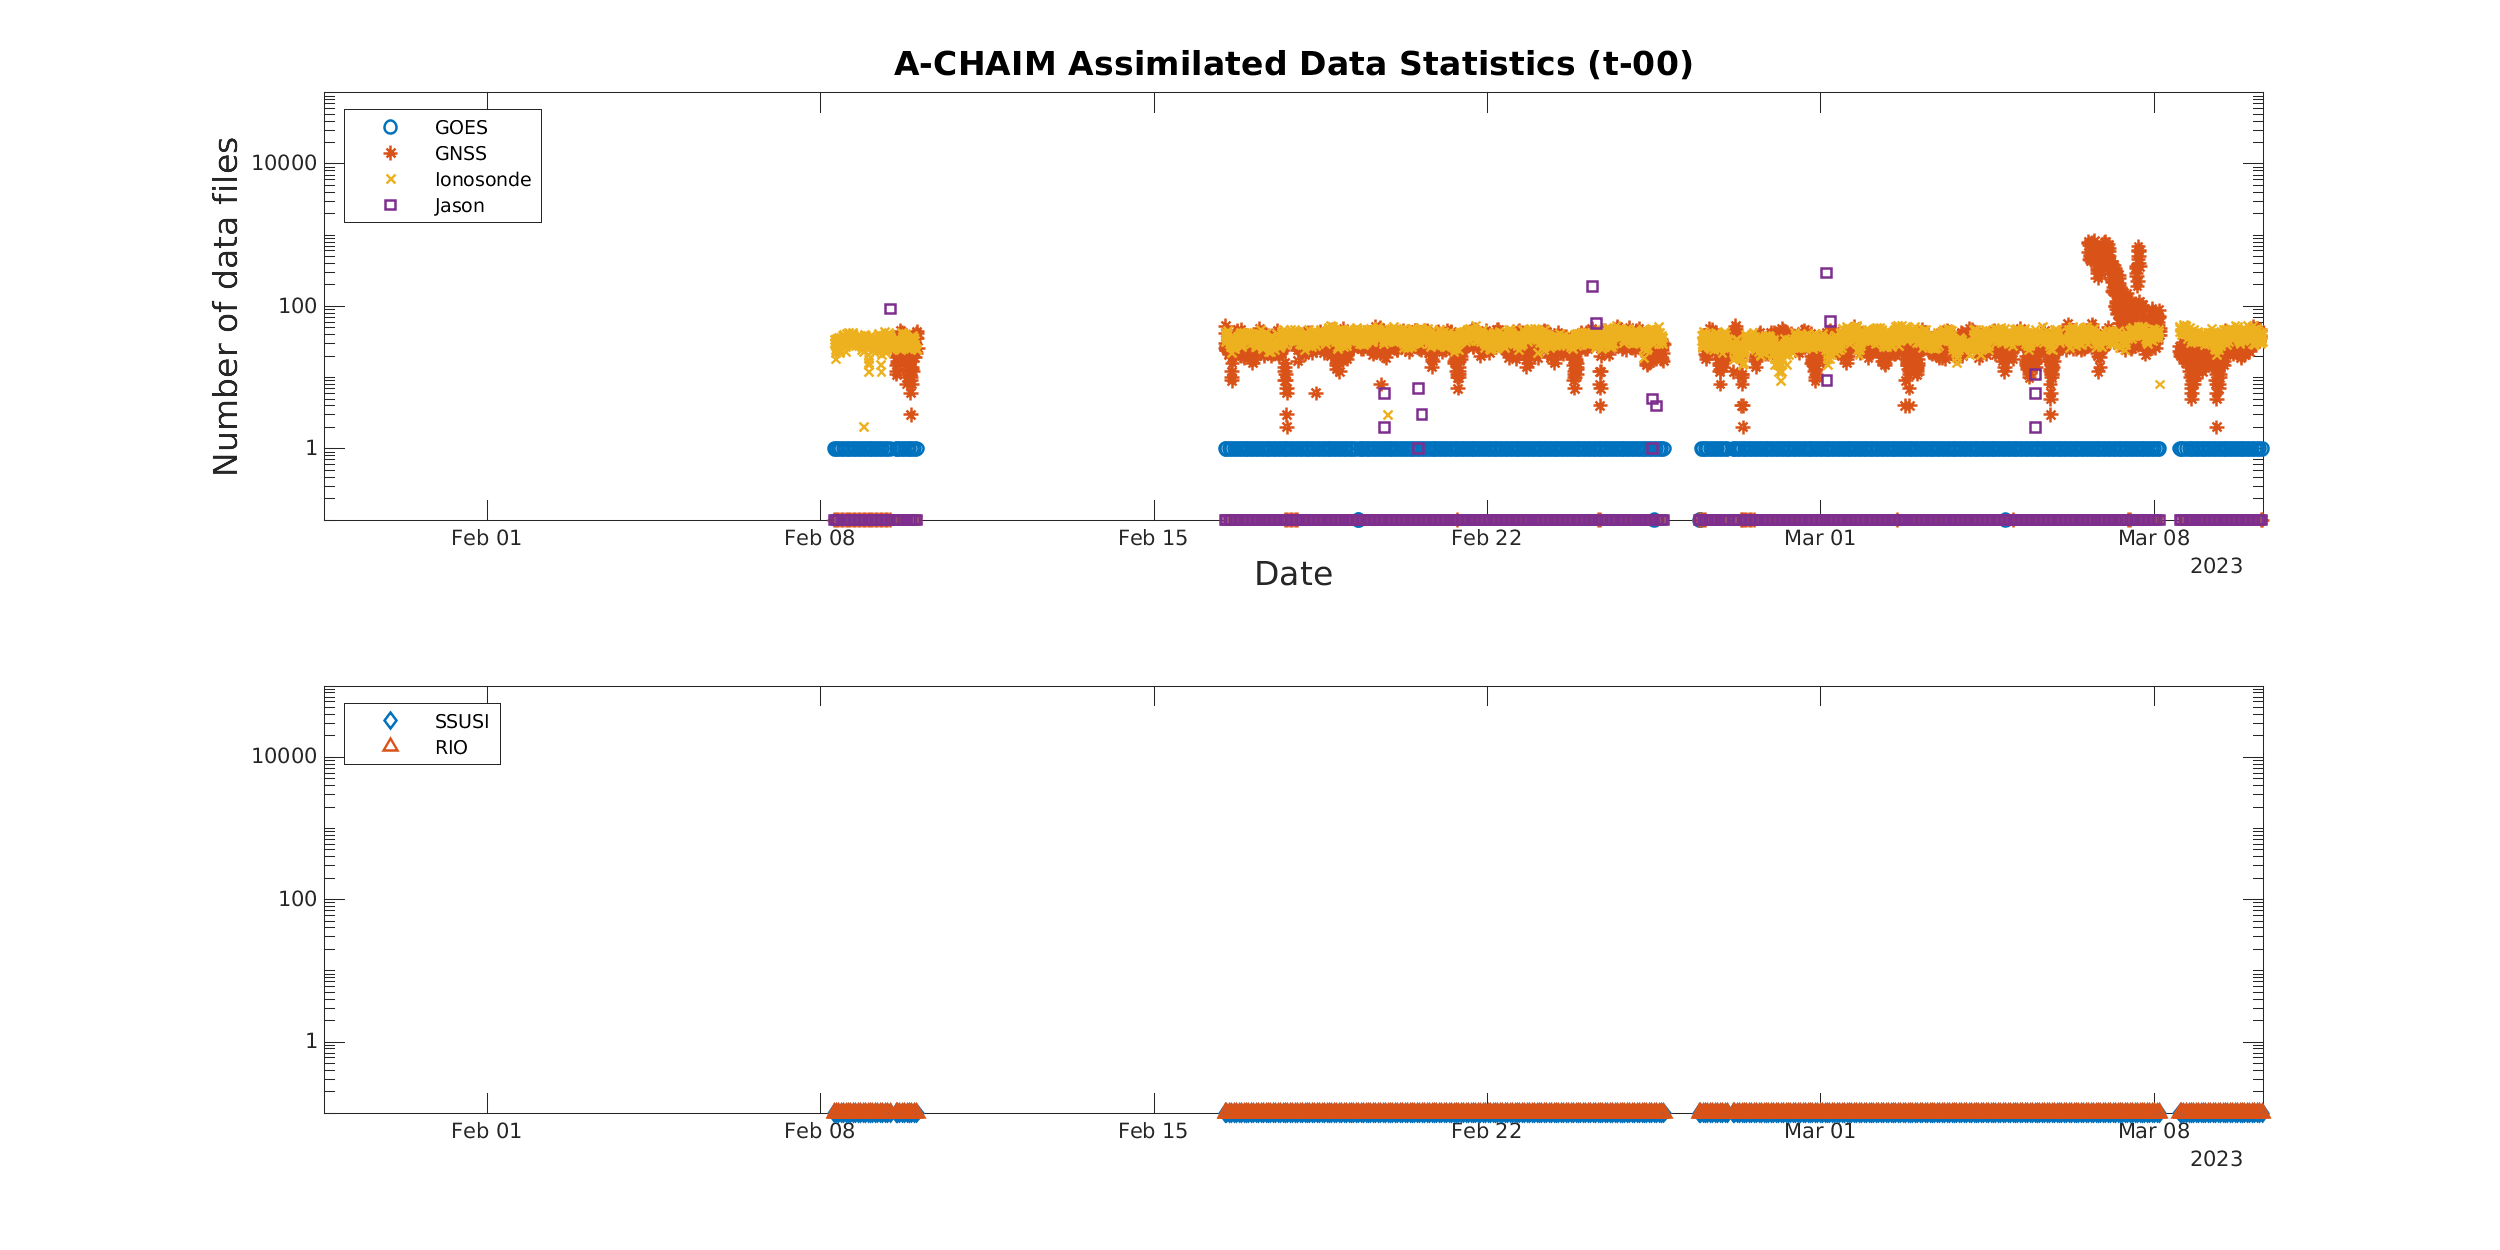 A-CHAIM Assimilated Data Statistics (t-00)
GOES
GNSS
Ionosonde
Jason
Number of data files
10000
100
1
Feb 01
Feb 08
Feb 15
Feb 22
Mar 01
Mar 08
2023
Date
SSUSI
RIO
10000
100
1
Feb 01
Feb 08
Feb 15
Feb 22
Mar 01
Mar 08
2023